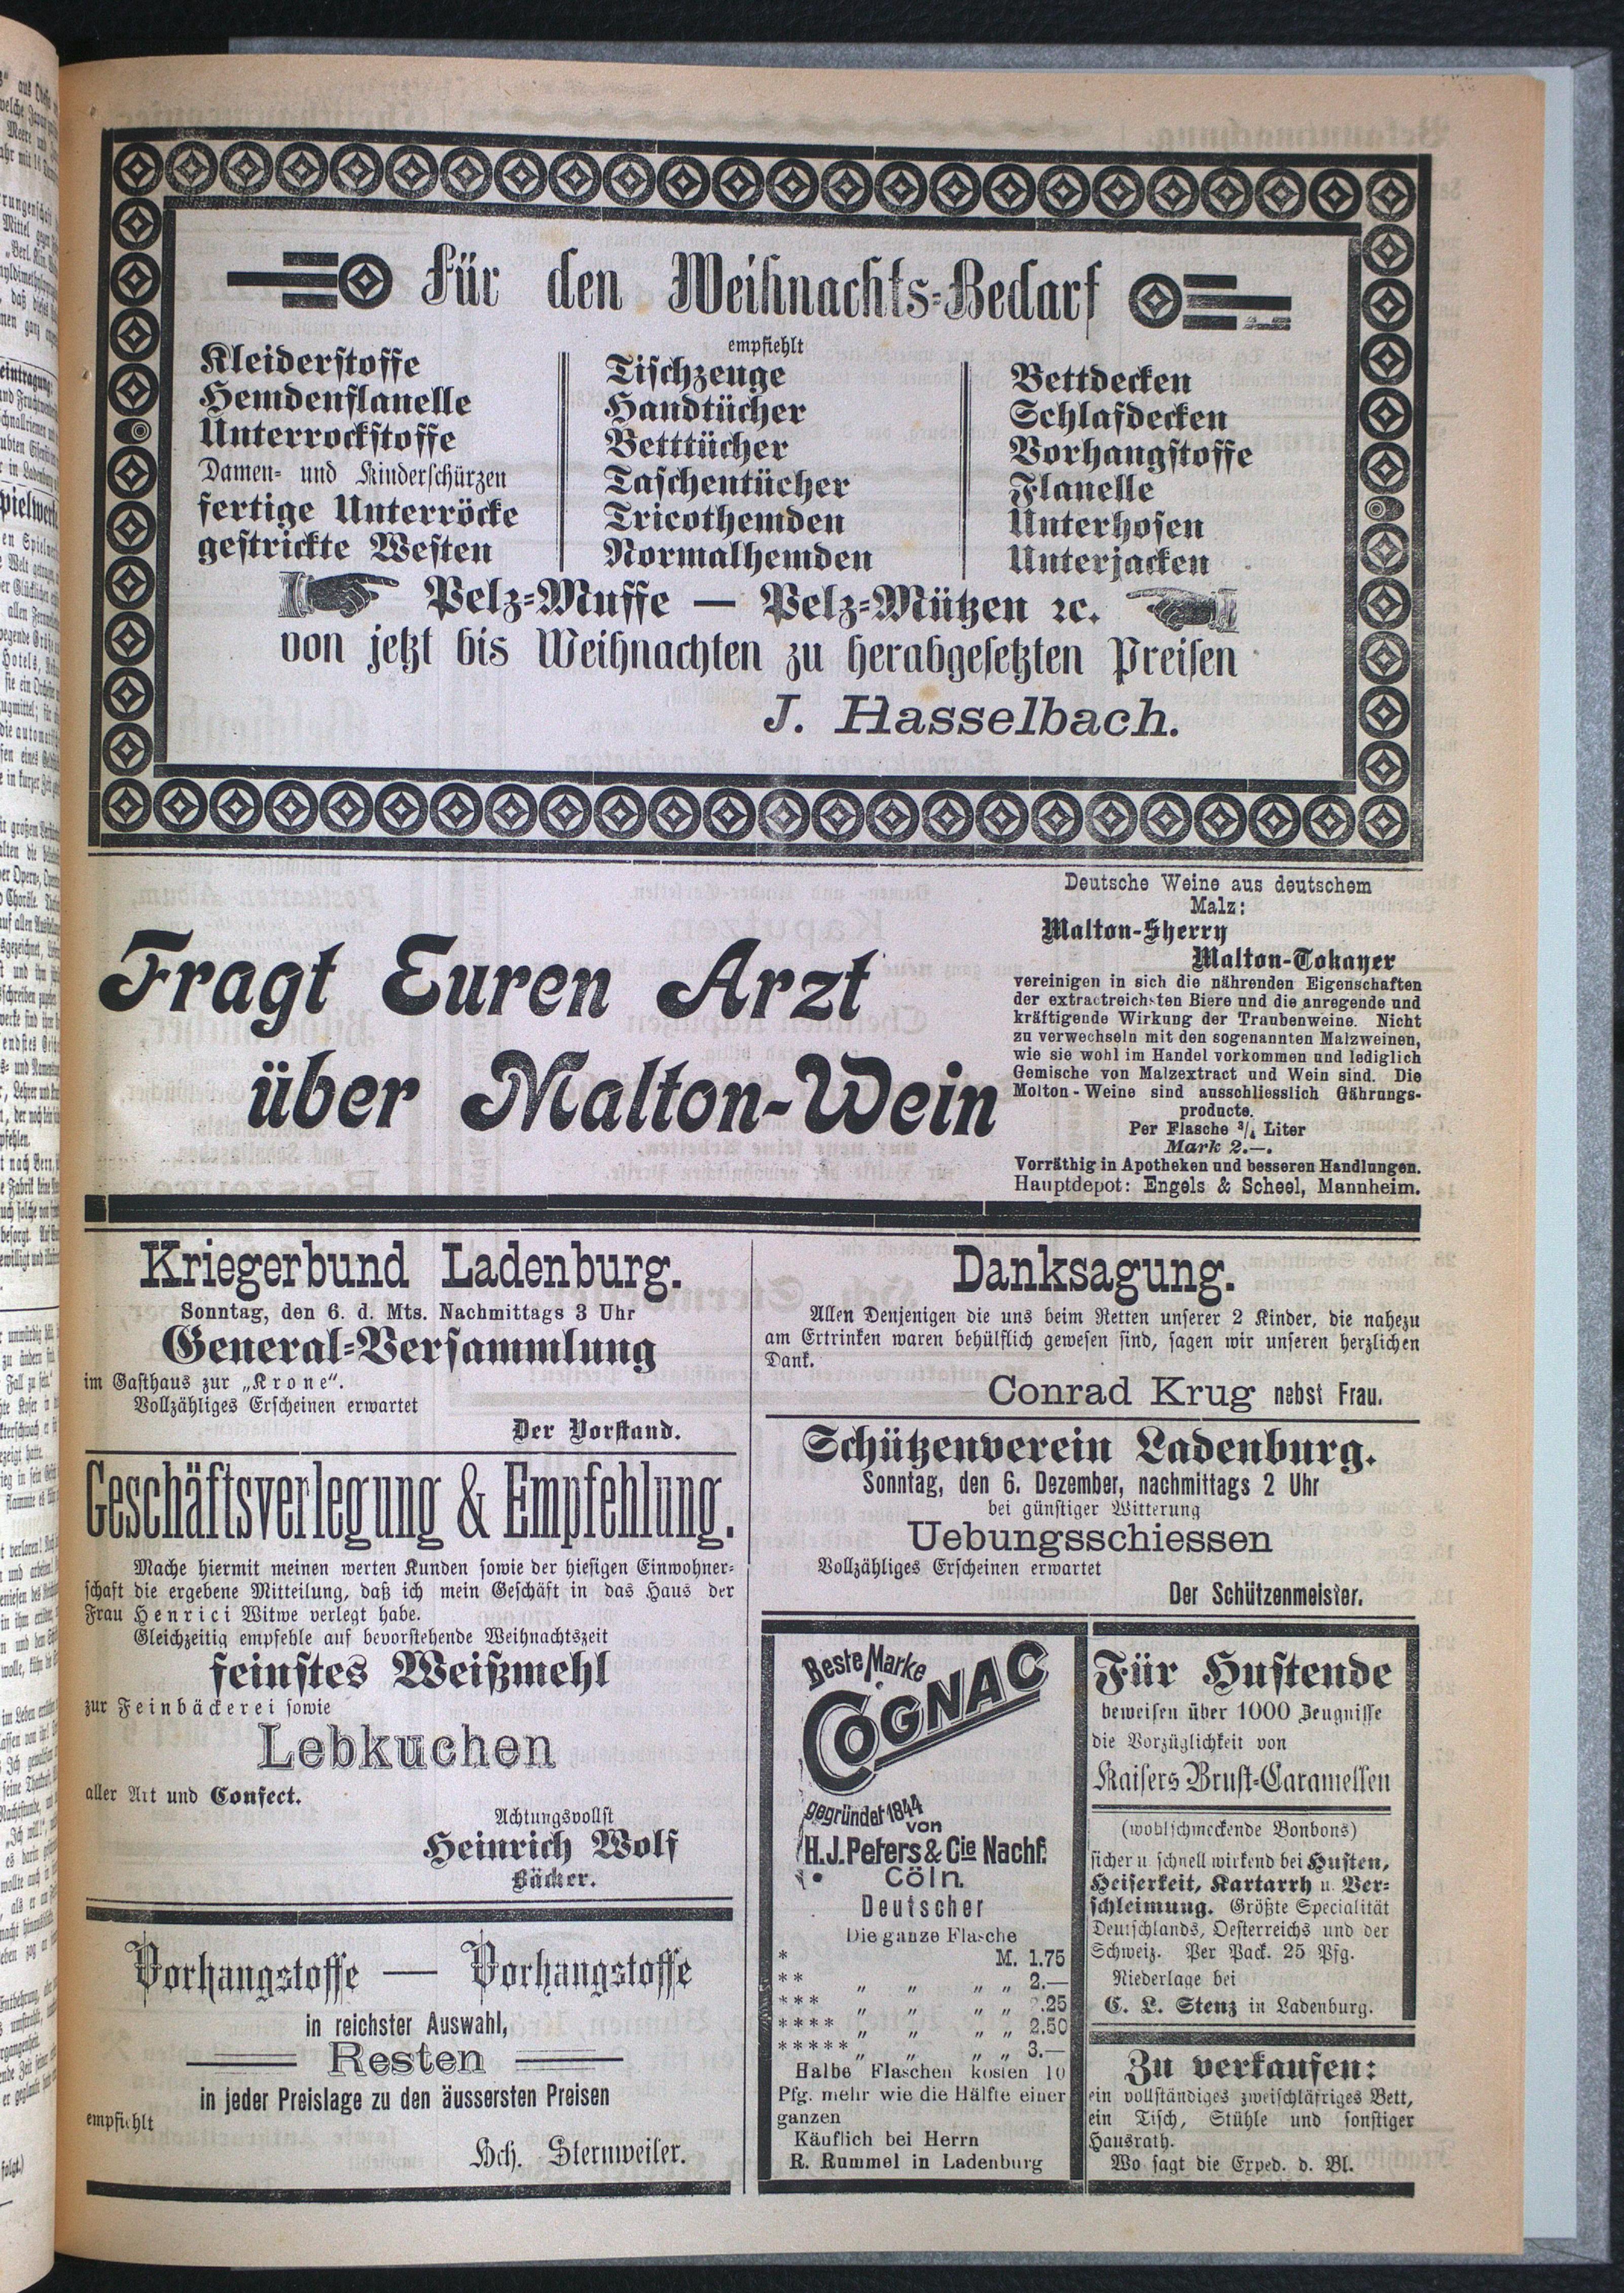 Für den Weihnachts-Bedarf
empfiehlt
Kleiderstoffe
Hemdenflanelle
Unterrockstoffe
Damen- und Kinderschürzen
fertige Unterröcke
gestrickte Westen
Tischzeuge
Handtücher
Betttücher
Taschentücher
Tricothemden
Normalhemden
Bettdecken
Schlafdecken
Vorhangstoffe
Flanelle
Unterhosen
Unterjacken
Pelz-Muffe — Pelz-Mützen ꝛc.
von jetzt bis Weihnachten zu herabgesetzten Preisen
J. Hasselbach.
Fragt Euren Arzt
über Malton-Wein
Deutsche Weine aus deutschem
Malz:
Malton-Sherry
Malton-Tokayer
vereinigen in sich die nährenden Eigenschaften
der extractreichsten Biere und die anregende und
kräftigende Wirkung der Traubenweine. Nicht
zu verwechseln mit den sogenannten Malzweinen,
wie sie wohl im Handel vorkommen und lediglich
Gemische von Malzextract und Wein sind. Die
Molton-Weine sind ausschliesslich Gährungs-
producte.
Per Flasche ¾ Liter
Mark 2.—.
Vorräthig in Apotheken und besseren Handlungen.
Hauptdepot: Engels & Scheel, Mannheim.
Kriegerbund Ladenburg.
Sonntag, den 6. d. Mts. Nachmittags 3 Uhr
General-Versammlung
im Gasthaus zur „Krone“.
Vollzähliges Erscheinen erwartet
Der Vorstand.
Geschäftsverlegung & Empfehlung.
Mache hiermit meinen werten Kunden sowie der hiesigen Einwohner-
schaft die ergebene Mitteilung, daß ich mein Geschäft in das Haus der
Frau Henrici Witwe verlegt habe.
Gleichzeitig empfehle auf bevorstehende Weihnachtszeit
feinstes Weißmehl
zur Feinbäckerei sowie
Lebkuchen
aller Art und Confect.
Achtungsvollst
Heinrich Wolf
Bäcker.
Vorhangstoffe — Vorhangstoffe
in reichster Auswahl,
Resten
in jeder Preislage zu den äussersten Preisen
empfiehlt
Hch. Sternweiler.
Danksagung.
Allen Denjenigen die uns beim Retten unserer 2 Kinder, die nahezu
am Ertrinken waren behülflich gewesen sind, sagen wir unseren herzlichen
Dank.
Conrad Krug nebst Frau.
Schützenverein Ladenburg.
Sonntag, den 6. Dezember, nachmittags 2 Uhr
bei günstiger Witterung
Uebungsschiessen
Vollzähliges Erscheinen erwartet
Der Schützenmeister.
Beste Marke
COGNAC
gegründet 1844
von
H.J. Peters & Cie Nachf.
Cöln.
Deutscher
Die ganze Flasche
* M. 1.75
** „ „ „ „ 2.—
*** „ „ „ „ 2.25
**** „ „ „ „ 2.50
***** „ „ „ „ 3.—
Halbe Flaschen kosten 10
Pfg. mehr wie die Hälfte einer
ganzen
Käuflich bei Herrn
R. Rummel in Ladenburg
Für Hustende
beweisen über 1000 Zeugnisse
die Vorzüglichkeit von
Kaisers Brust-Caramellen
(wohlschmeckende Bonbons)
sicher u. schnell wirkend bei Husten,
Heiserkeit, Kartarrh u. Ver-
schleimung. Größte Specialität
Deutschlands, Oesterreichs und der
Schweiz. Per Pack. 25 Pfg.
Niederlage bei
C. L. Stenz in Ladenburg.
Zu verkaufen:
ein vollständiges zweischläfriges Bett,
ein Tisch, Stühle und sonstiger
Hausrath.
Wo sagt die Exped. d. Bl.